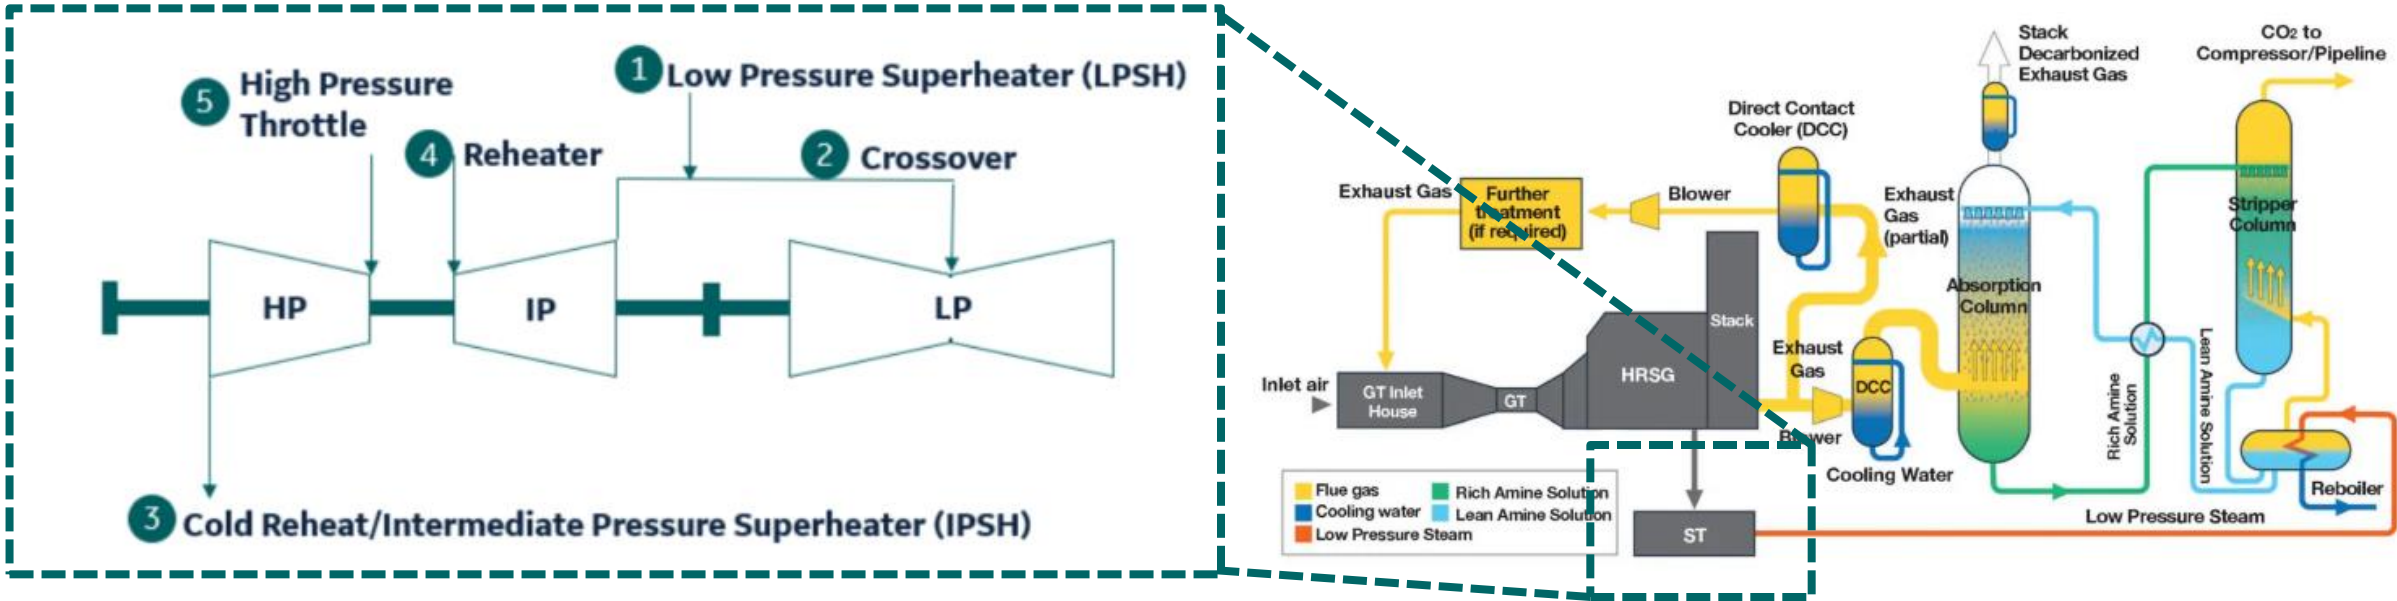 5
High Pressure
Throttle
1
Low Pressure Superheater (LPSH)
4
Reheater
2
Crossover
HP
IP
LP
3
Cold Reheat/Intermediate Pressure Superheater (IPSH)
Stack
Decarbonized
Exhaust Gas
CO2 to
Compressor/Pipeline
Direct Contact
Cooler (DCC)
Exhaust Gas
Further
treatment
(if required)
Blower
Exhaust
Gas
(partial)
Stripper
Column
Absorption
Column
Stack
HRSG
Exhaust
Gas
DCC
Inlet air
GT Inlet
House
GT
Blower
Cooling Water
Rich Amine
Solution
Lean Amine Solution
Reboiler
Low Pressure Steam
ST
Flue gas
Cooling water
Low Pressure Steam
Rich Amine Solution
Lean Amine Solution